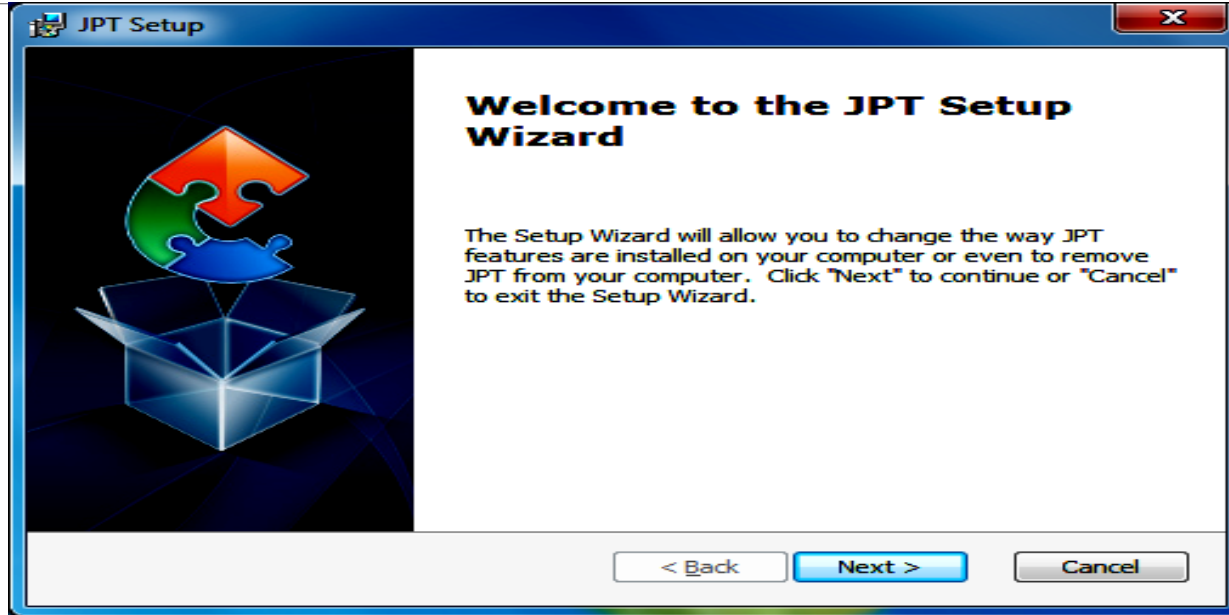 JPT Setup
Welcome to the JPT Setup
Wizard
The Setup Wizard will allow you to change the way JPT
features are installed on your computer or even to remove
JPT from your computer.  Click "Next" to continue or "Cancel"
to exit the Setup Wizard.
< Back Next > Cancel